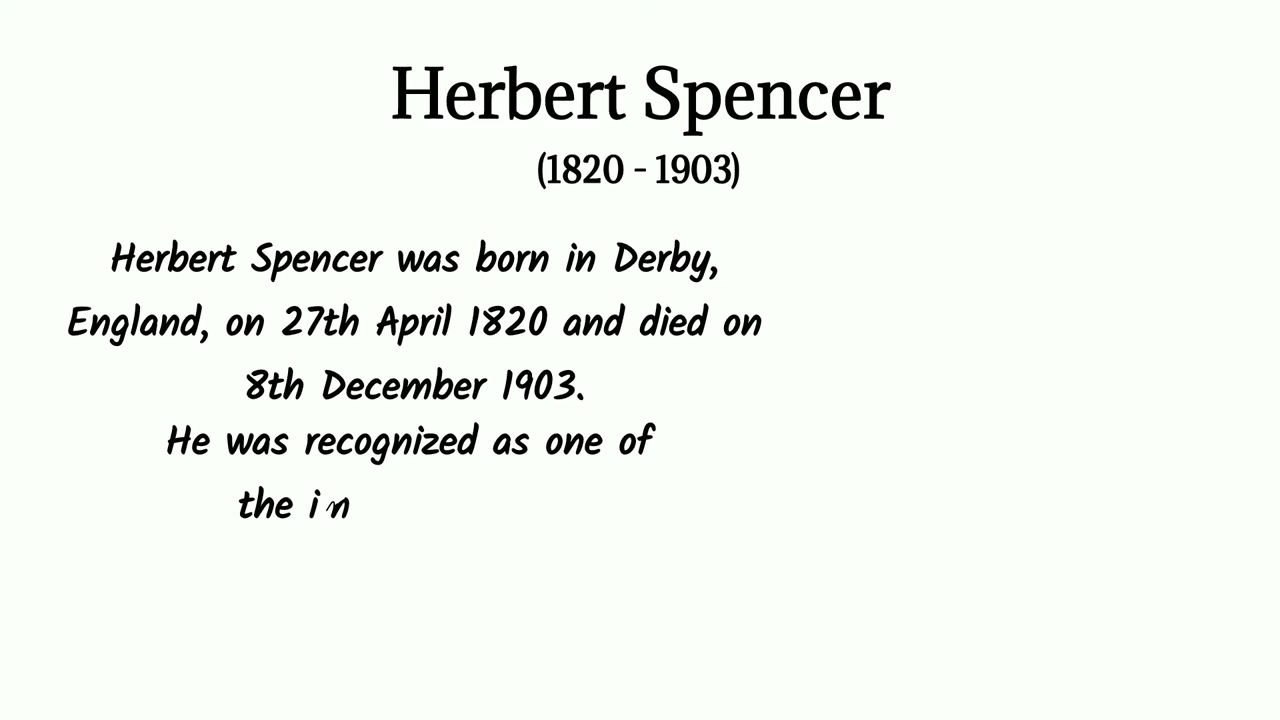 Herbert Spencer
(1820 - 1903)
Herbert Spencer was born in Derby,
England, on 27th April 1820 and died on
8th December 1903.
He was recognized as one of
the in